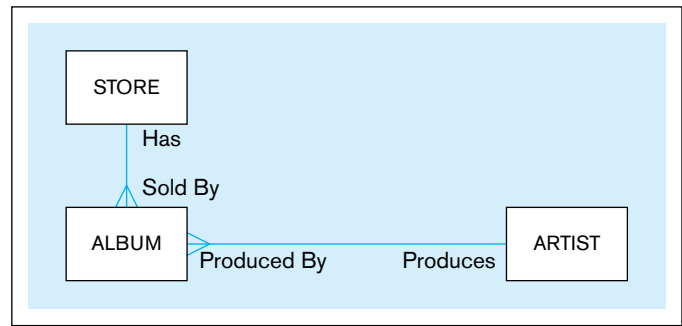 STORE
Has
Sold By
ALBUM
Produced By
Produces
ARTIST